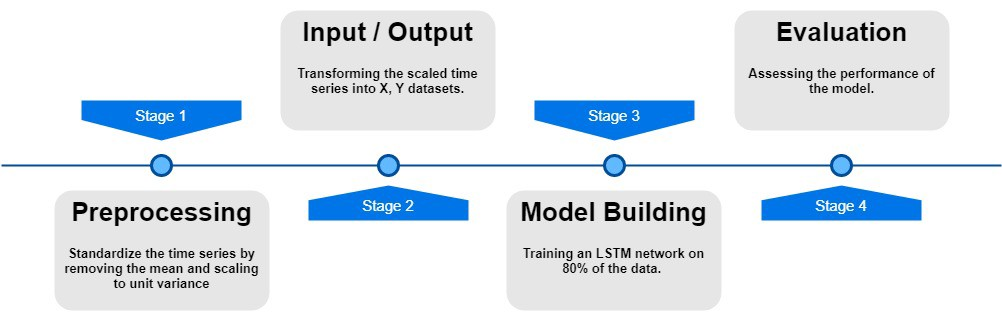 Stage 1
Preprocessing
Standardize the time series by
removing the mean and scaling
to unit variance
Input / Output
Transforming the scaled time
series into X, Y datasets.
Stage 2
Stage 3
Model Building
Training an LSTM network on
80% of the data.
Evaluation
Assessing the performance of
the model.
Stage 4